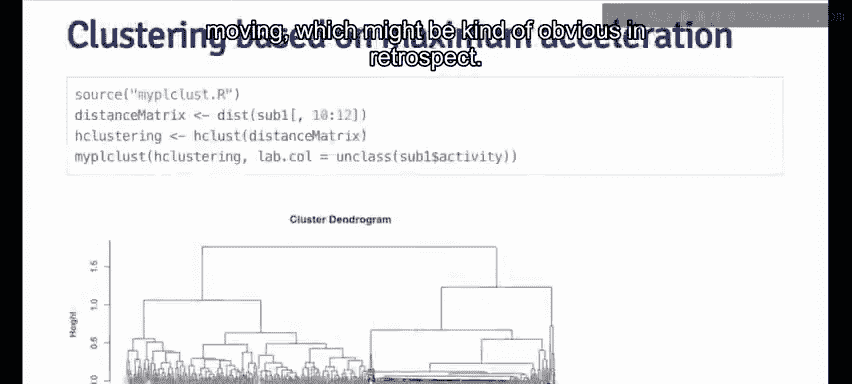 Clustering based on maximum acceleration
moving, which might be kind of obvious in
retrospect.
source("myplclust.R")
distanceMatrix <- dist(sub1[, 10:12])
hclustering <- hclust(distanceMatrix)
myplclust(hclustering, lab.col = unclass(sub1$activity))
Cluster Dendrogram
Height
1.5
1.0
0.5
0.0